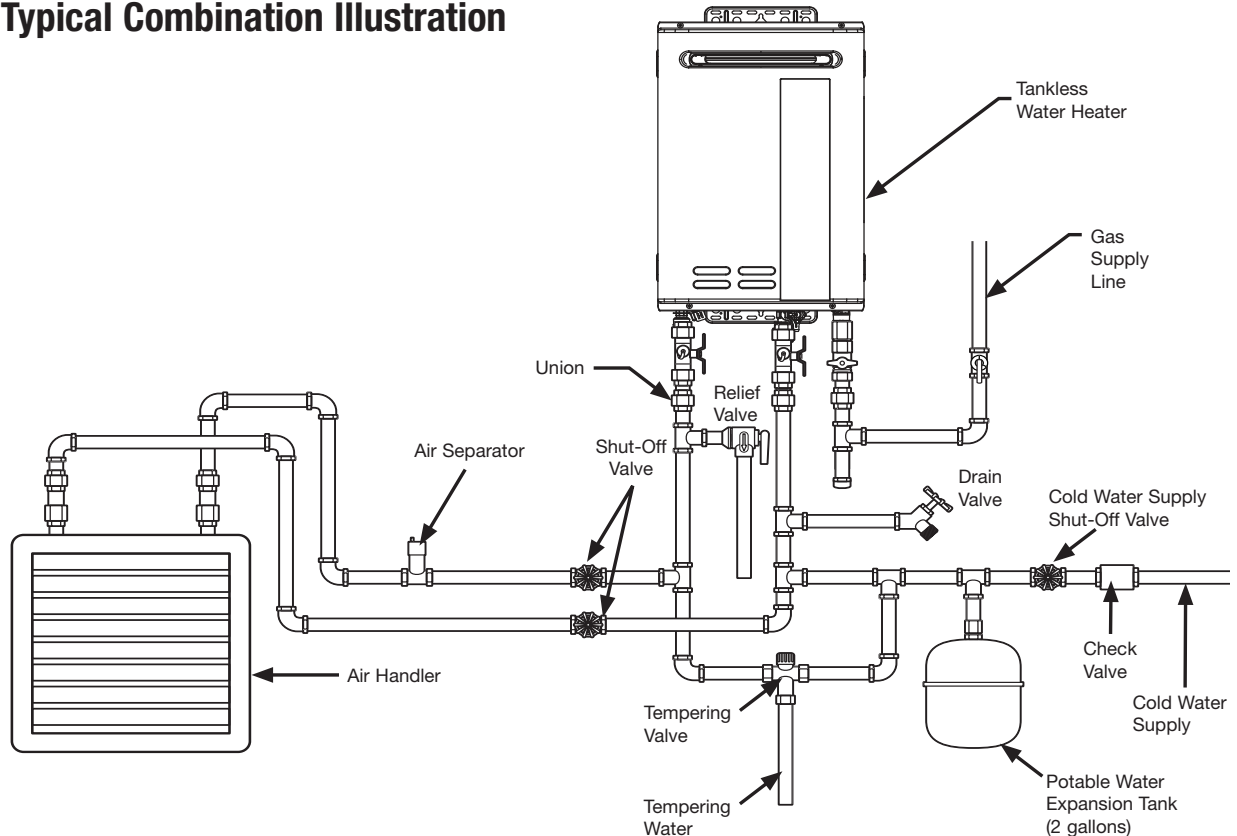 Typical Combination Illustration
Tankless
Water Heater
Gas
Supply
Line
Union
Relief
Valve
Air Separator
Shut-Off
Valve
Drain
Valve
Cold Water Supply
Shut-Off Valve
Air Handler
Check
Valve
Cold Water
Supply
Tempering
Valve
Tempering
Water
Potable Water
Expansion Tank
(2 gallons)